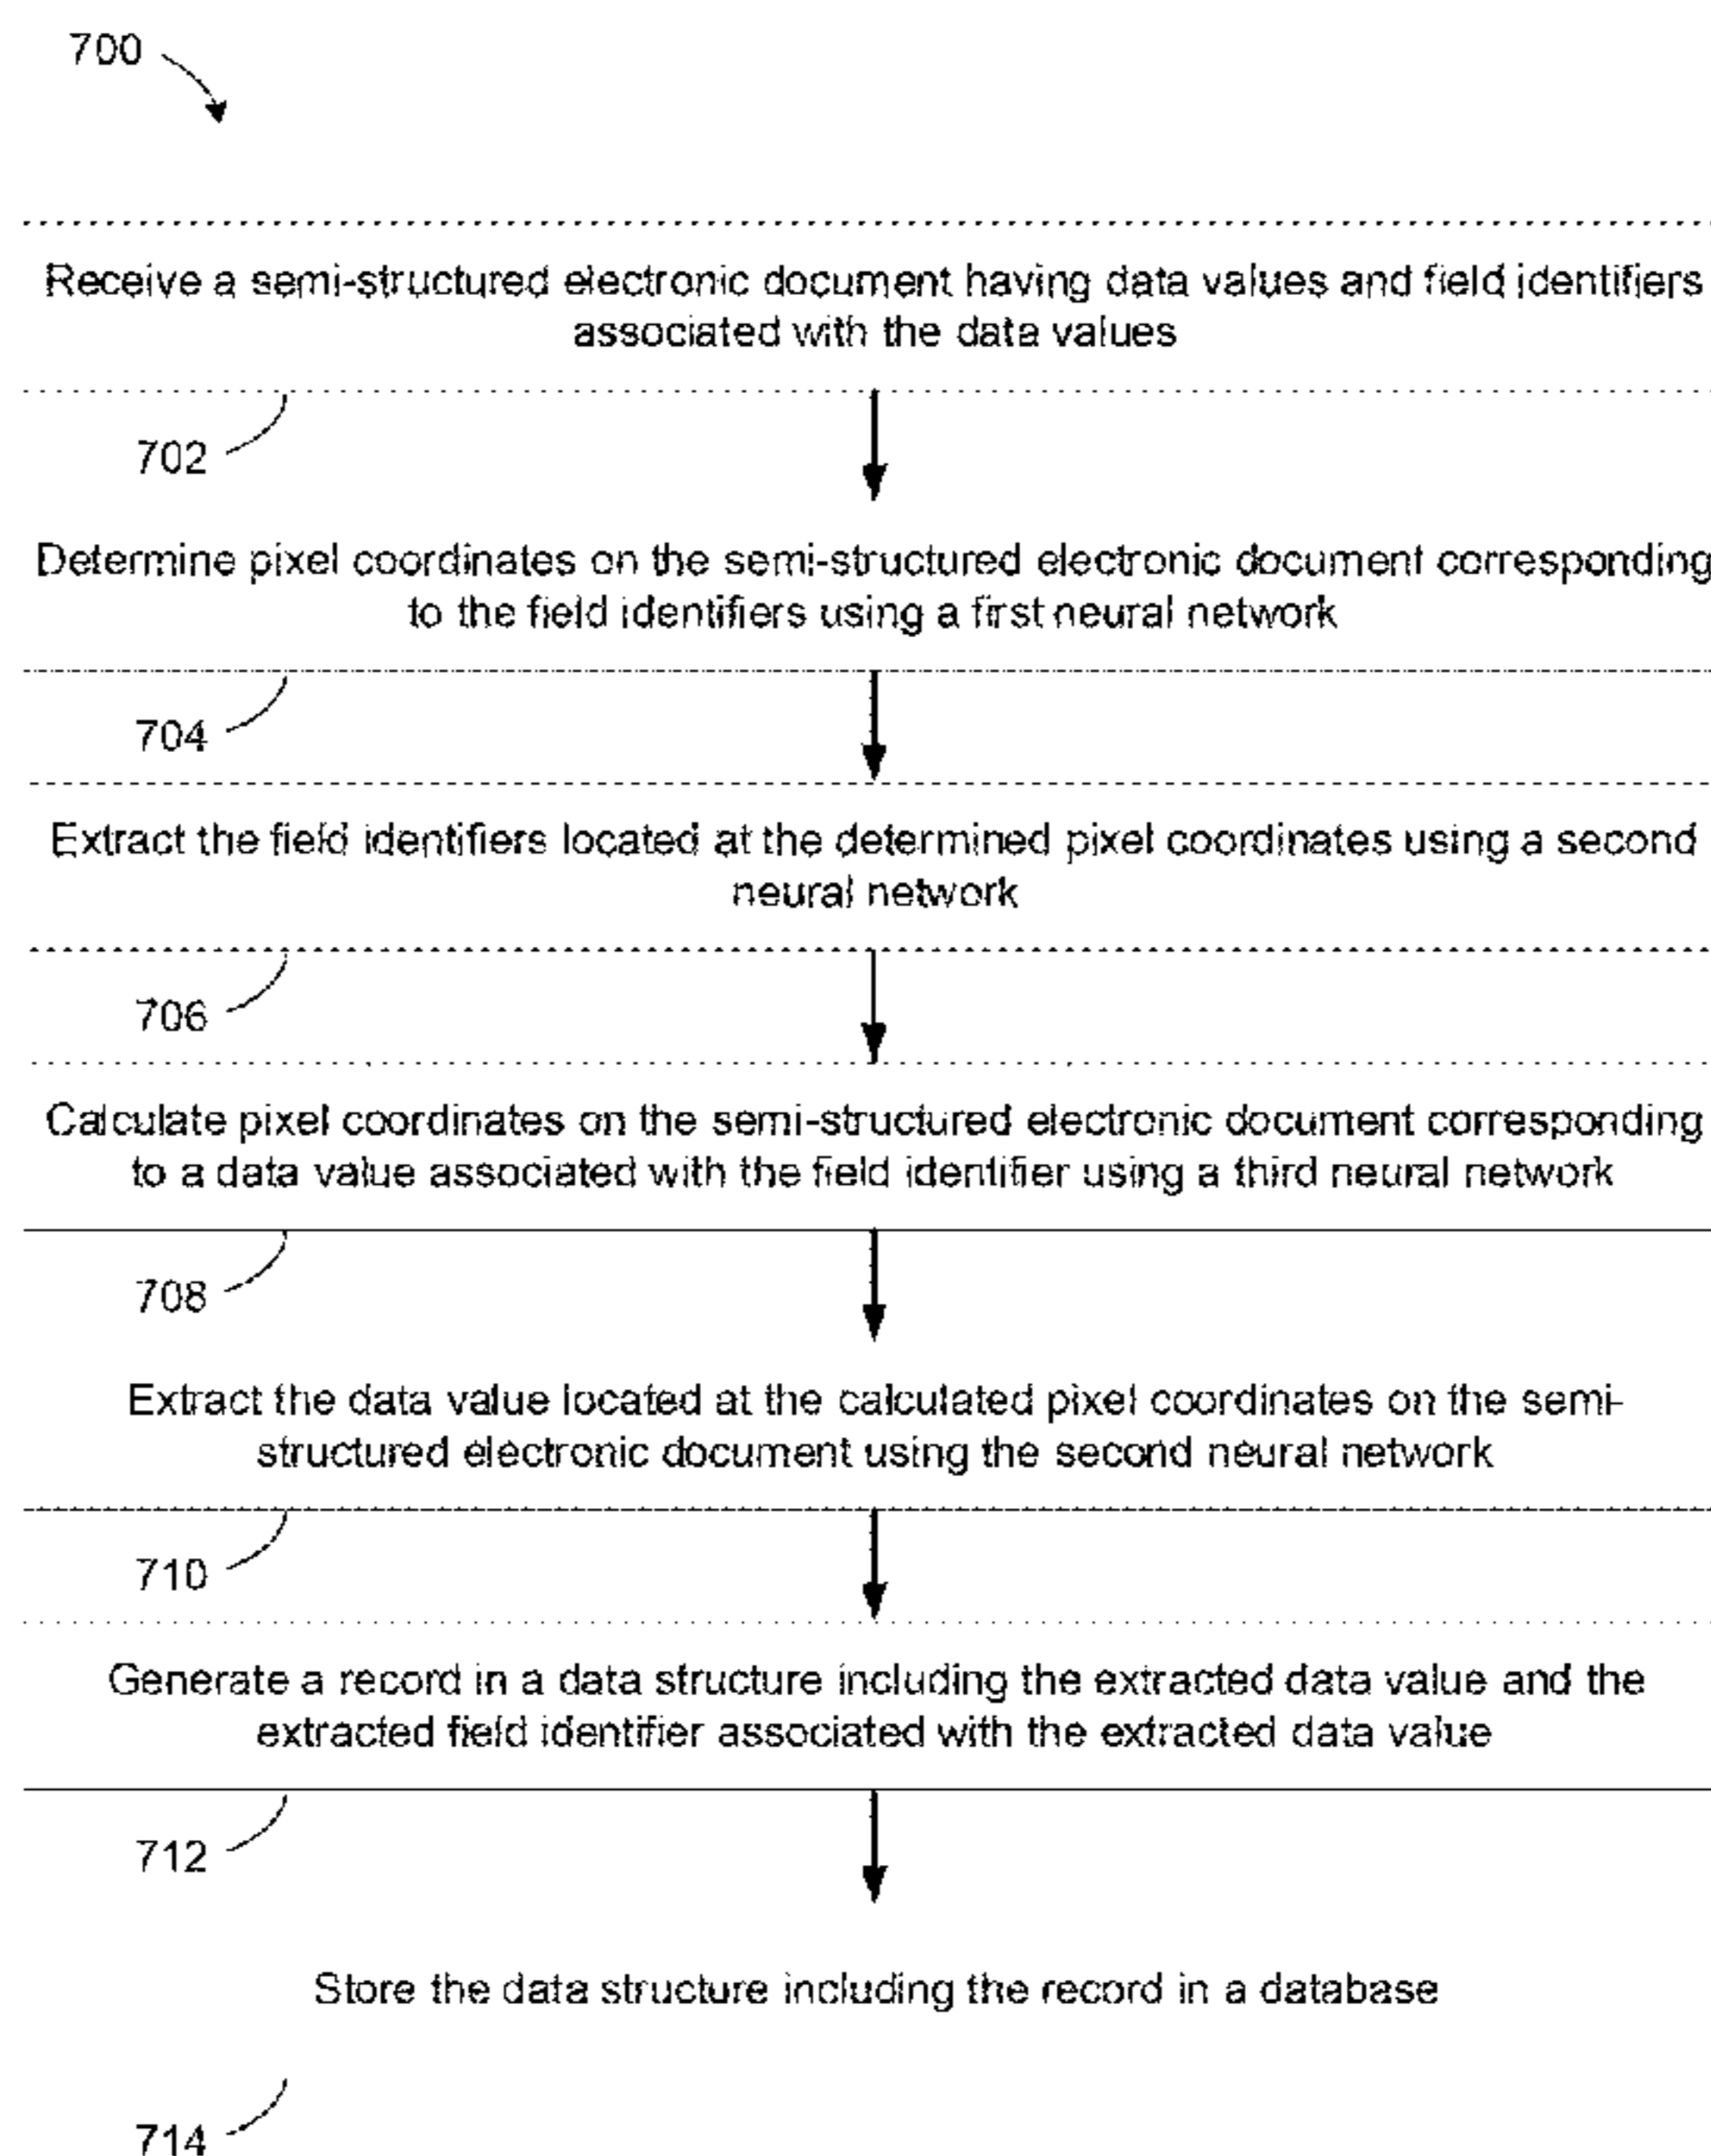 700
Receive a semi-structured electronic document having data values and field identifiers
associated with the data values
702
Determine pixel coordinates on the semi-structured electronic document corresponding
to the field identifiers using a first neural network
704
Extract the field identifiers located at the determined pixel coordinates using a second
neural network
706
Calculate pixel coordinates on the semi-structured electronic document corresponding
to a data value associated with the field identifier using a third neural network
708
Extract the data value located at the calculated pixel coordinates on the semi-
structured electronic document using the second neural network
710
Generate a record in a data structure including the extracted data value and the
extracted field identifier associated with the extracted data value
712
Store the data structure including the record in a database
714